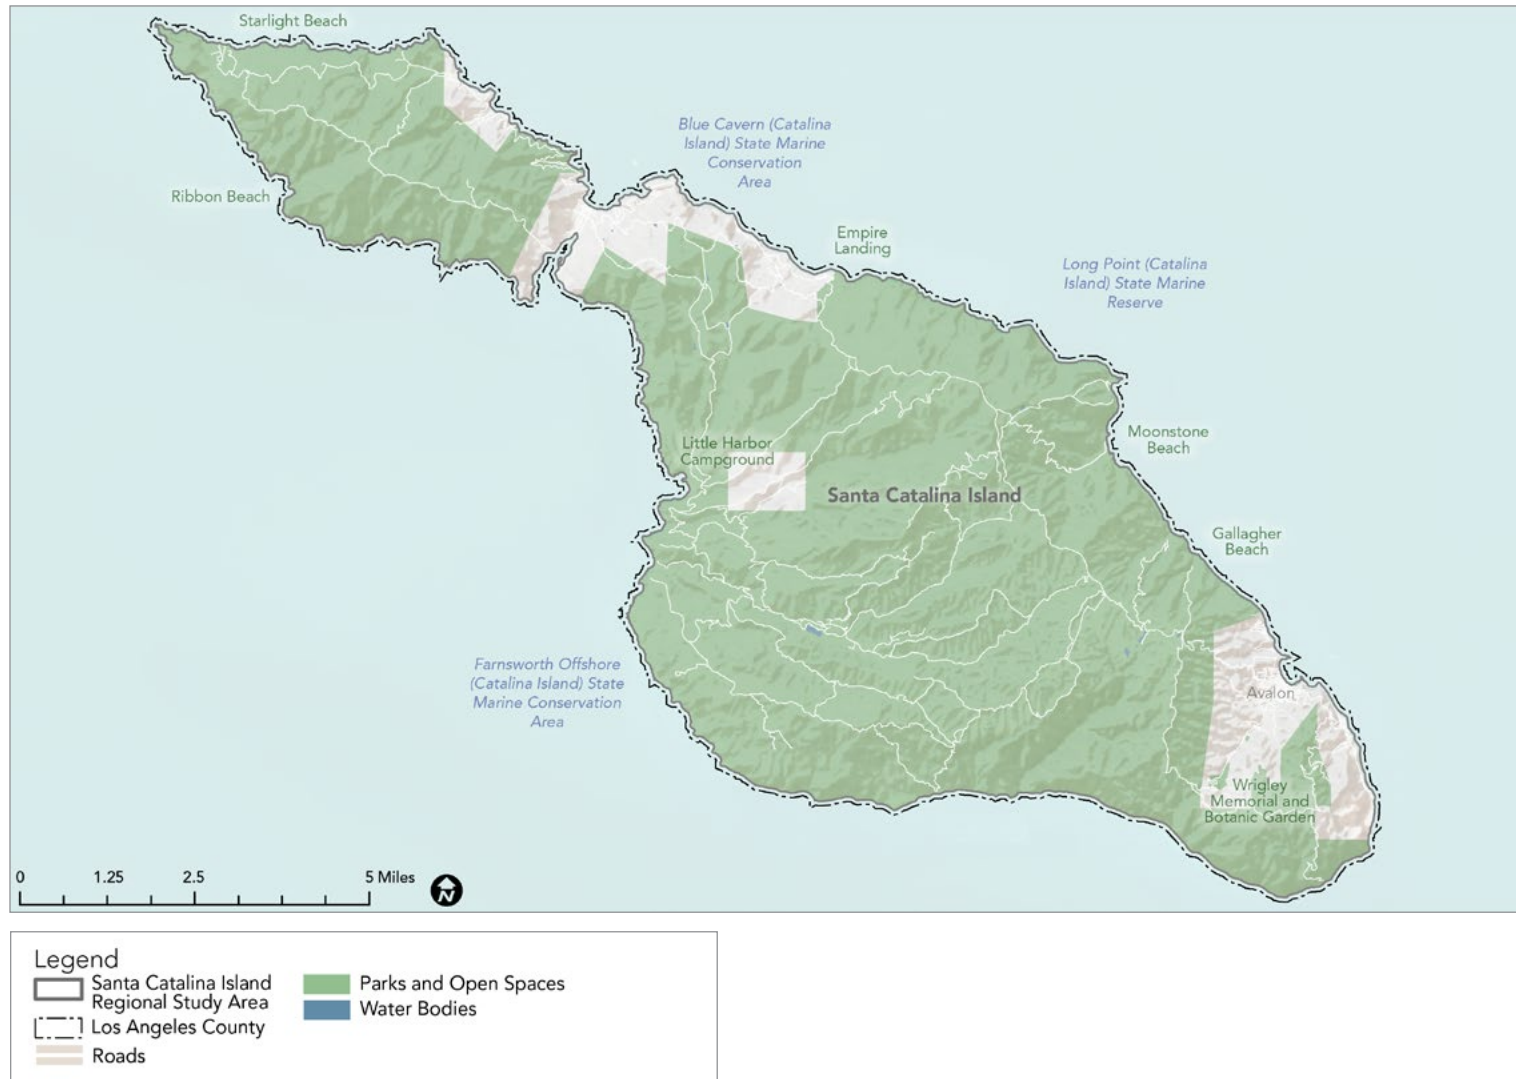 Starlight Beach
Blue Cavern (Catalina
Island) State Marine
Conservation
Area
Ribbon Beach
Empire
Landing
Long Point (Catalina
Island) State Marine
Reserve
Little Harbor
Campground
Moonstone
Beach
Santa Catalina Island
Gallagher
Beach
Farnsworth Offshore
(Catalina Island) State
Marine Conservation
Area
Avalon
Wrigley
Memorial and
Botanic Garden
0 1.25 2.5 5 Miles
N
Legend
Santa Catalina Island
Regional Study Area
Los Angeles County
Roads
Parks and Open Spaces
Water Bodies